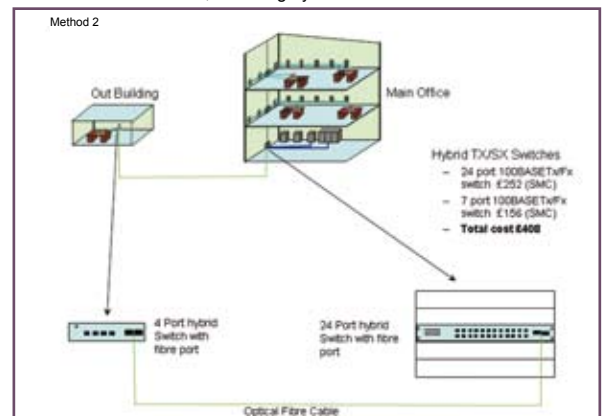 Method 2
Out Building
Main Office
Hybrid TX/SX Switches
– 24 port 100BASETx/Fx
switch £252 (SMC)
– 7 port 100BASETx/Fx
switch £156 (SMC)
– Total cost £408
4 Port hybrid
Switch with
fibre port
24 Port hybrid
Switch with fibre
port
Optical Fibre Cable